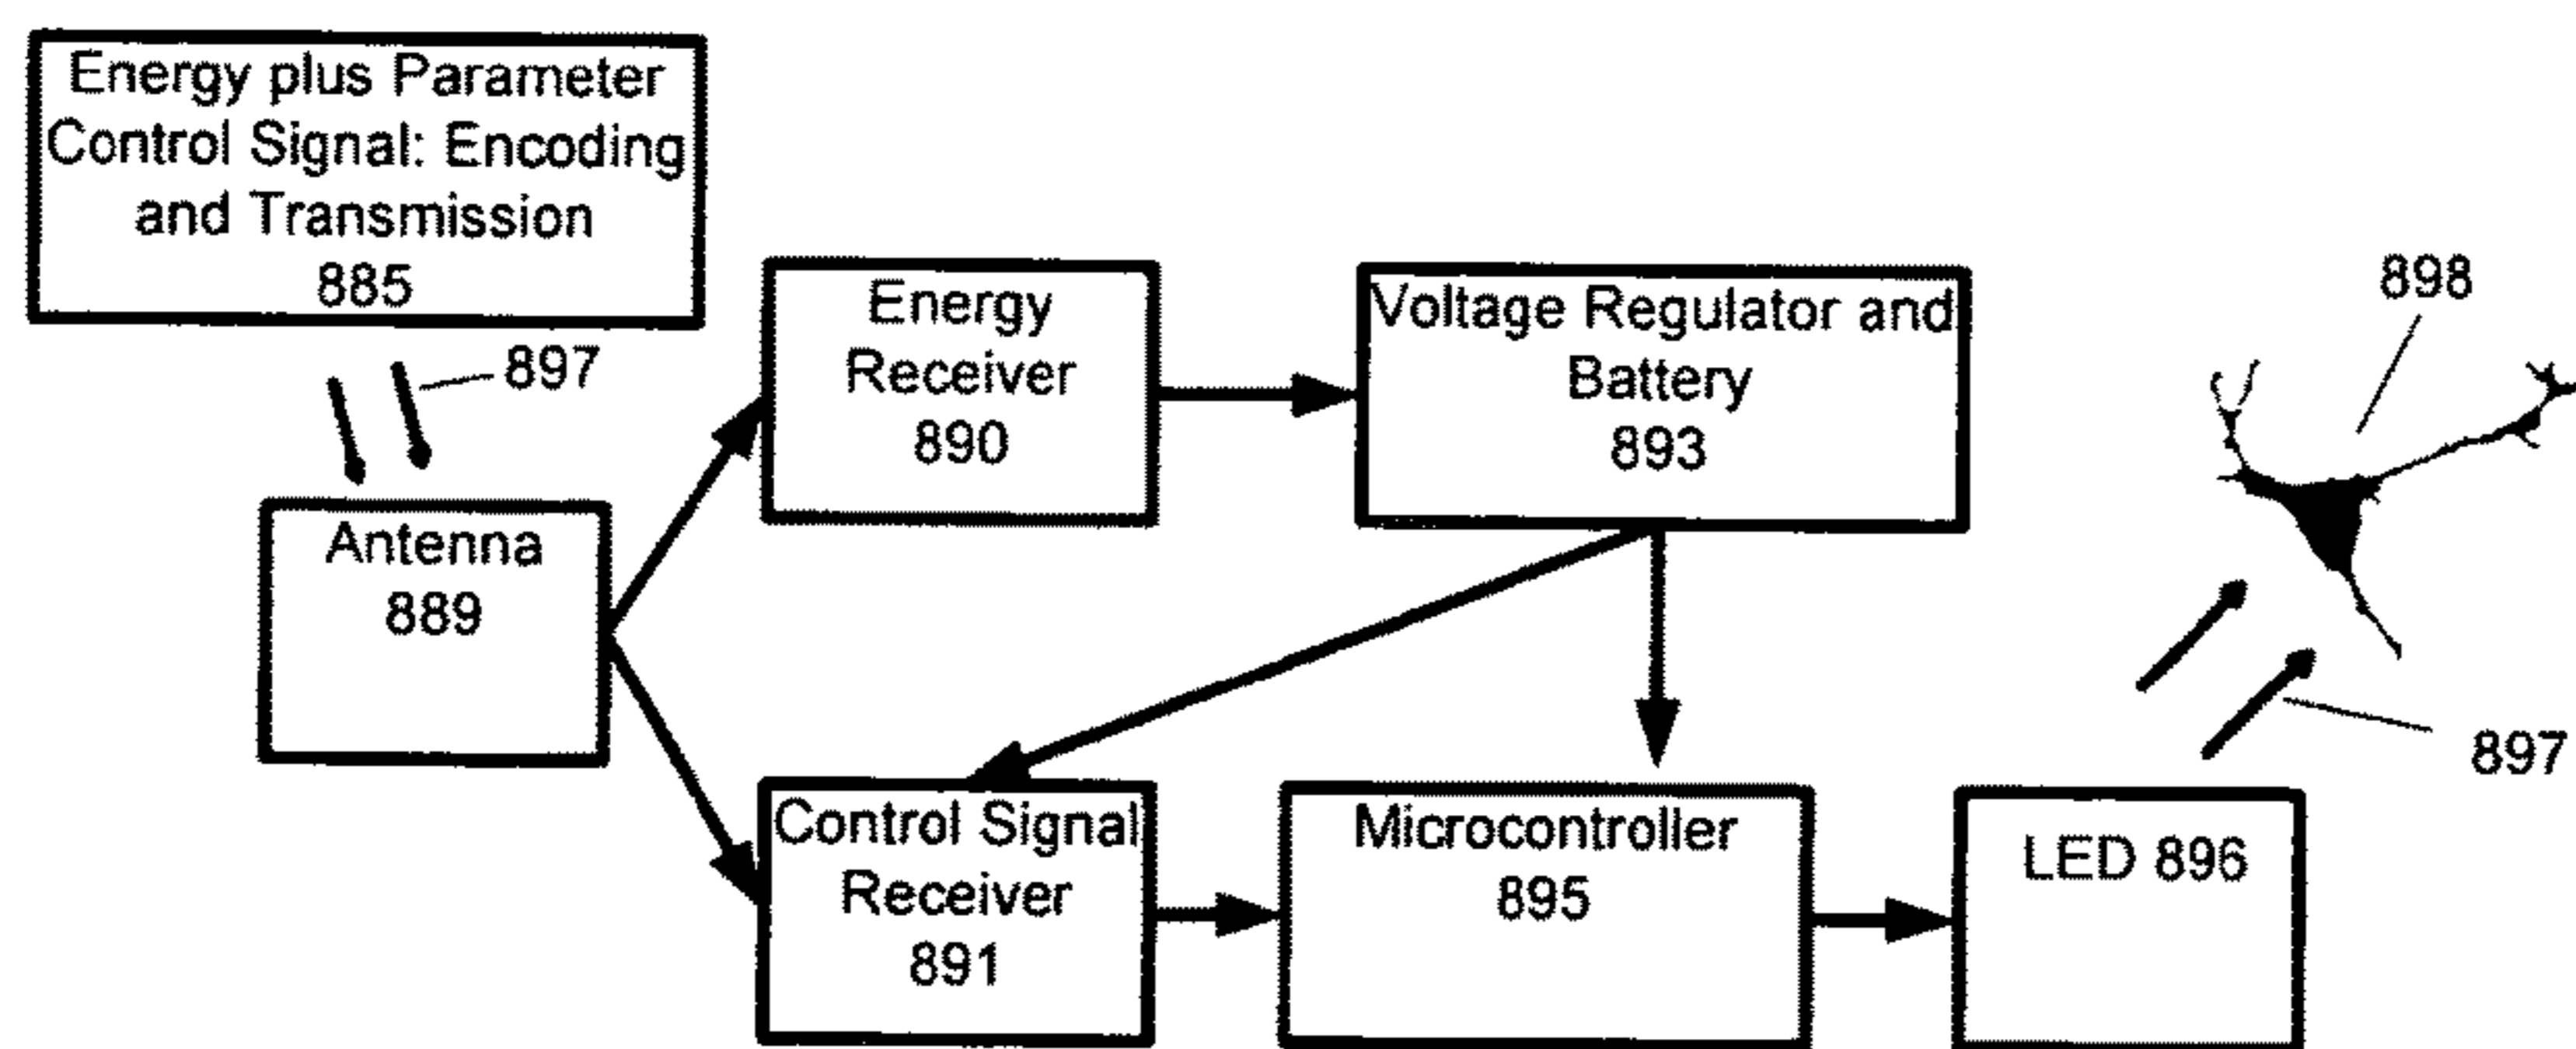 Energy plus Parameter
Control Signal: Encoding
and Transmission
885
897
Antenna
889
Energy
Receiver
890
Voltage Regulator and
Battery
893
898
Control Signal
Receiver
891
Microcontroller
895
LED 896
897